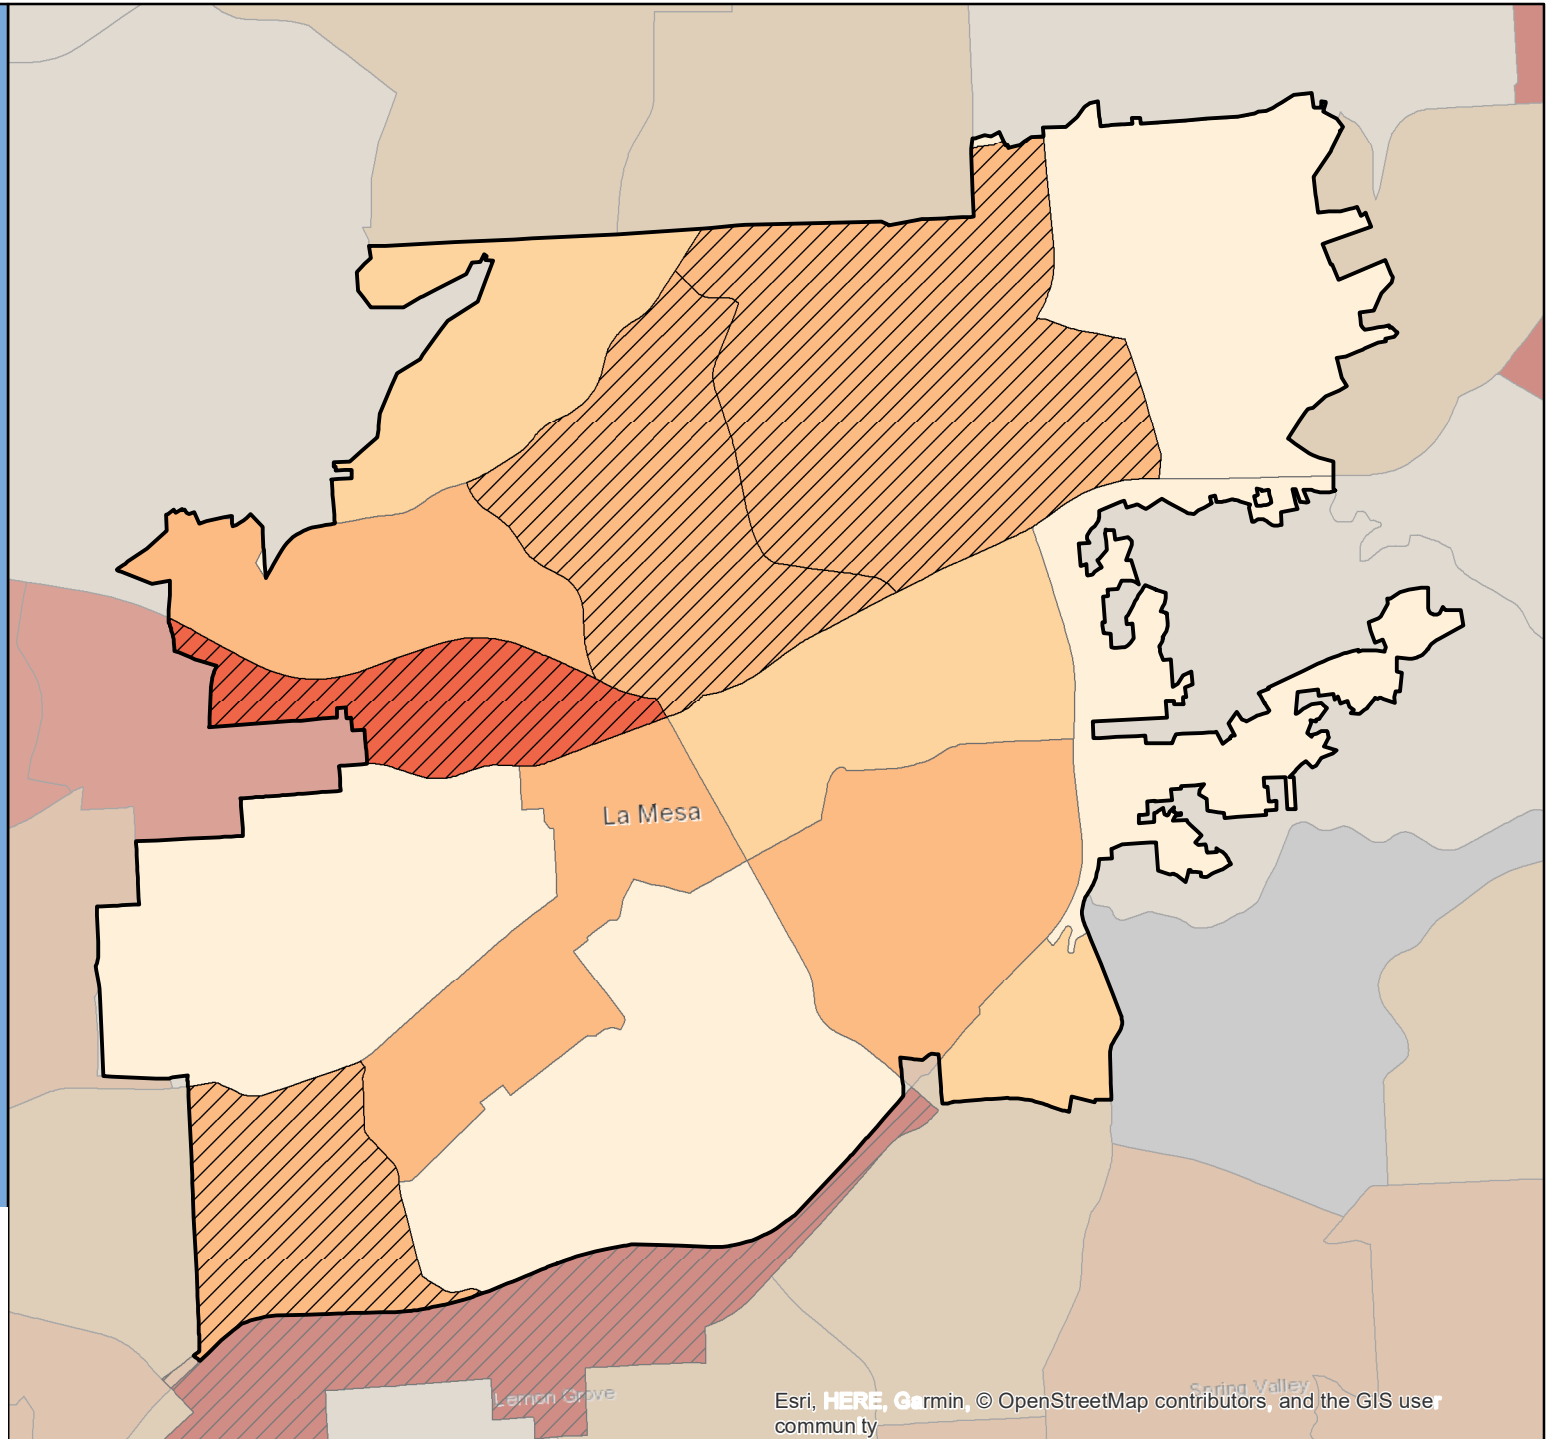 La Mesa
Lemon Grove
Spring Valley
Esri, HERE, Garmin, © OpenStreetMap contributors, and the GIS user
community